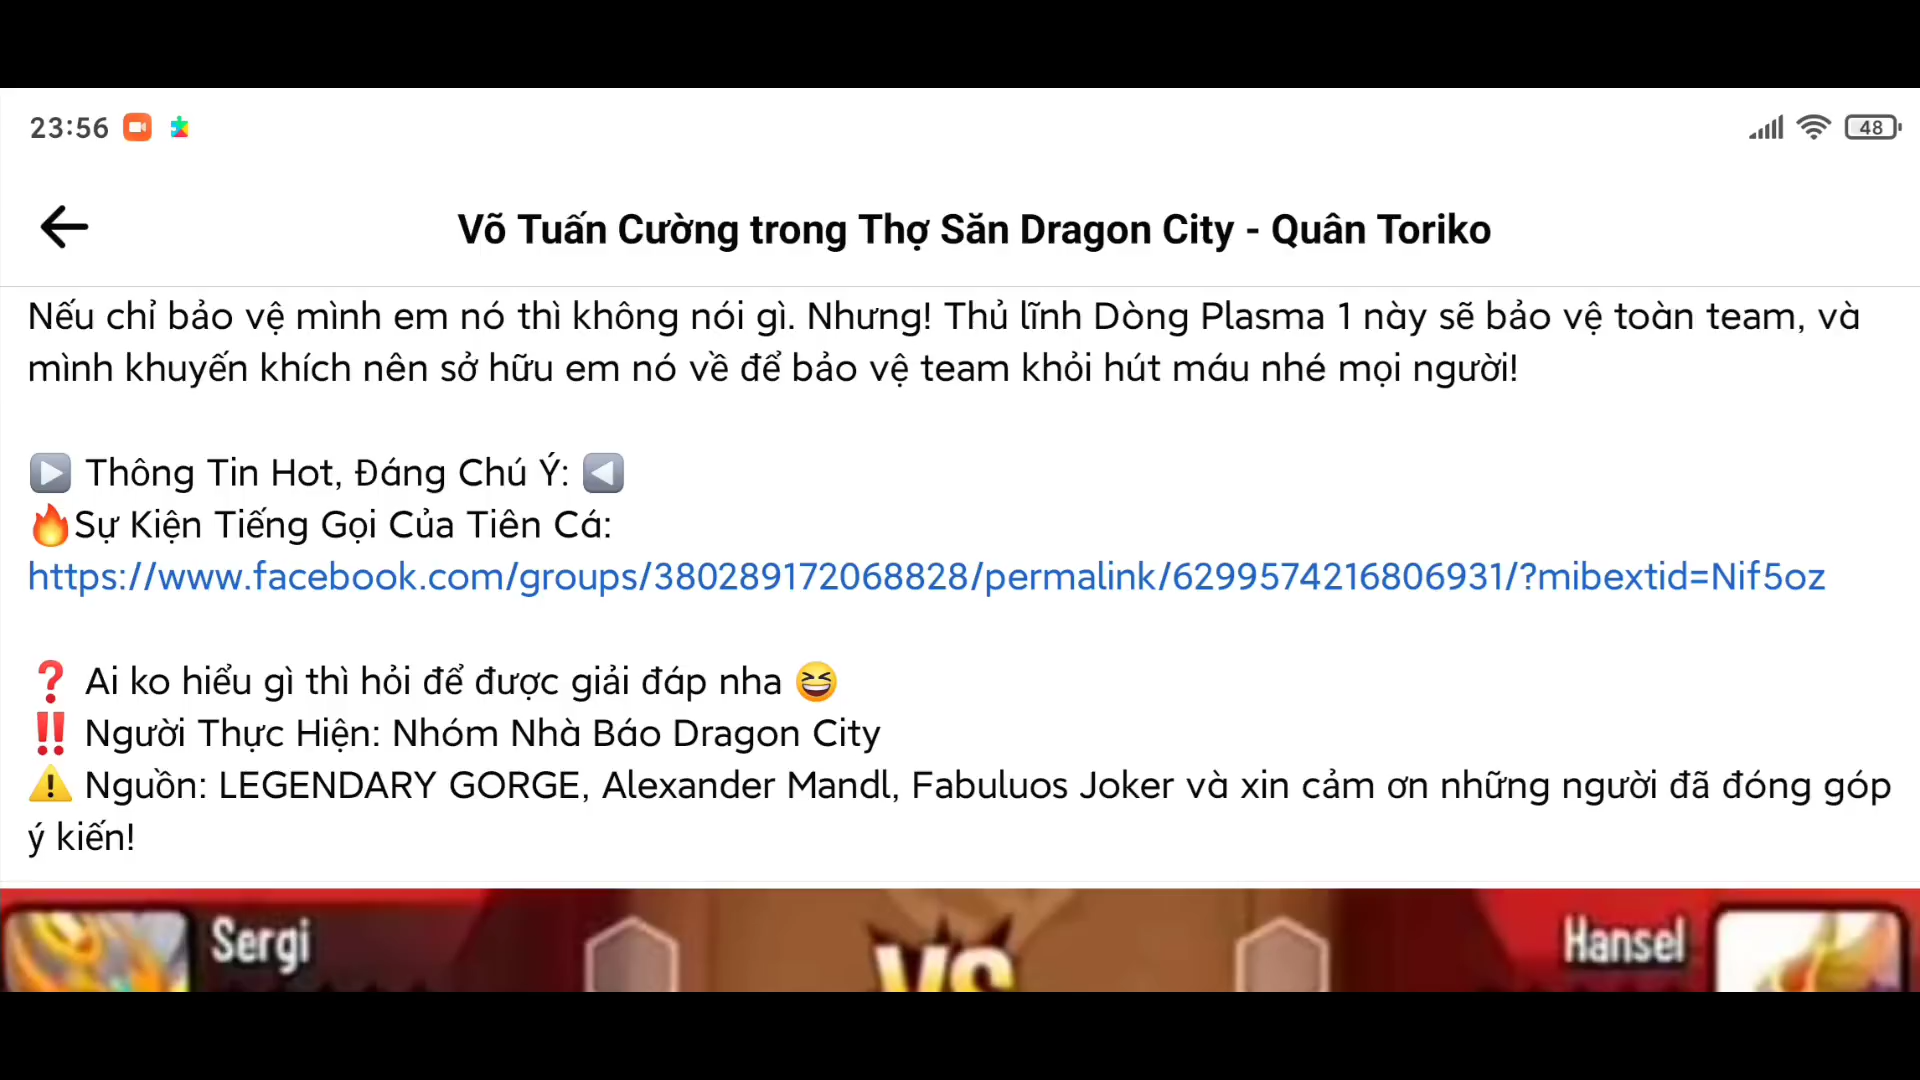 23:56
48
Võ Tuấn Cường trong Thợ Săn Dragon City - Quân Toriko
Nếu chỉ bảo vệ mình em nó thì không nói gì. Nhưng! Thủ lĩnh Dòng Plasma 1 này sẽ bảo vệ toàn team, và
mình khuyến khích nên sở hữu em nó về để bảo vệ team khỏi hút máu nhé mọi người!
▶️ Thông Tin Hot, Đáng Chú Ý: ◀️
🔥Sự Kiện Tiếng Gọi Của Tiên Cá:
https://www.facebook.com/groups/380289172068828/permalink/6299574216806931/?mibextid=Nif5oz
❓ Ai ko hiểu gì thì hỏi để được giải đáp nha 😆
‼️ Người Thực Hiện: Nhóm Nhà Báo Dragon City
⚠️ Nguồn: LEGENDARY GORGE, Alexander Mandl, Fabuluos Joker và xin cảm ơn những người đã đóng góp
ý kiến!
Sergi
VS
Hansel